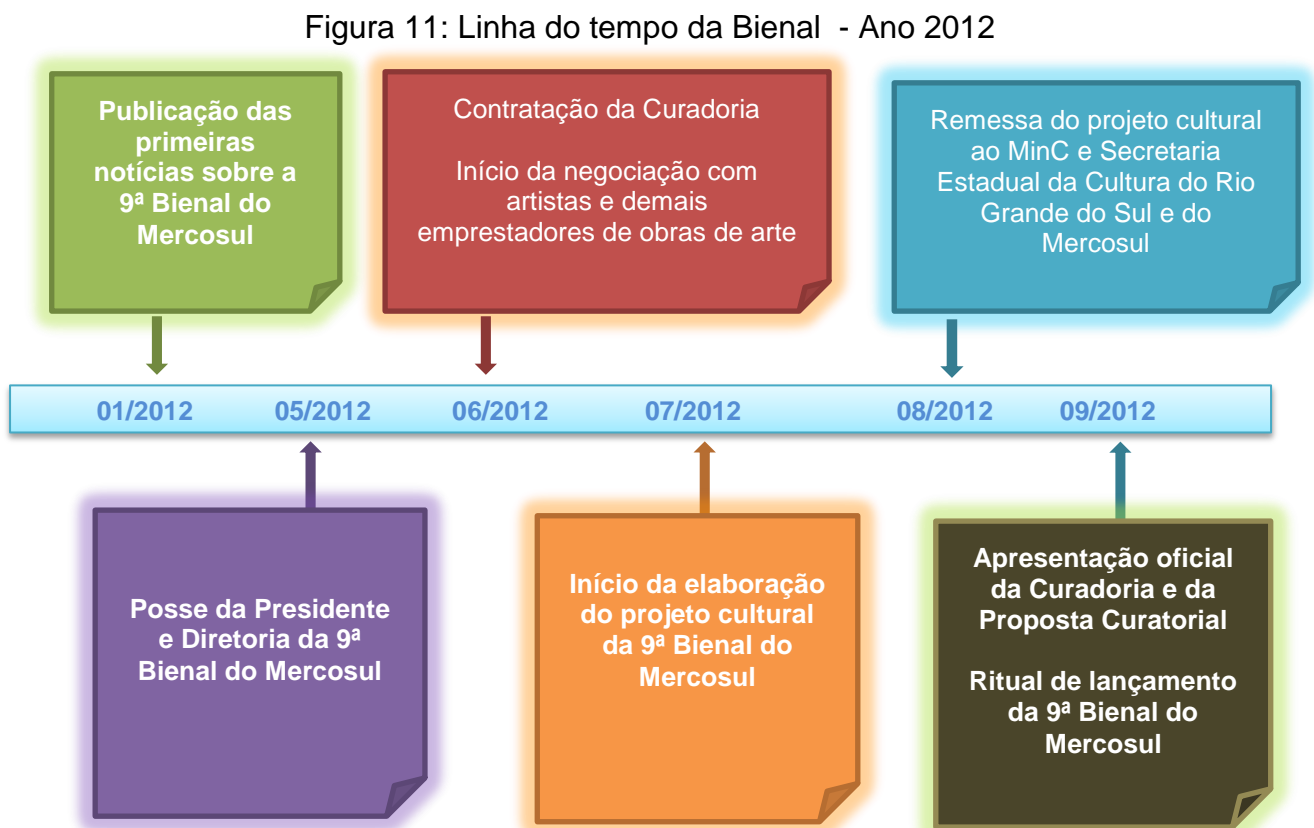 Figura 11: Linha do tempo da Bienal - Ano 2012
Publicação das
primeiras
notícias sobre a
9ª Bienal do
Mercosul
Contratação da Curadoria
Início da negociação com
artistas e demais
emprestadores de obras de arte
Remessa do projeto cultural
ao MinC e Secretaria
Estadual da Cultura do Rio
Grande do Sul e do
Mercosul
01/2012 05/2012 06/2012 07/2012 08/2012 09/2012
Posse da Presidente
e Diretoria da 9ª
Bienal do Mercosul
Início da elaboração
do projeto cultural
da 9ª Bienal do
Mercosul
Apresentação oficial
da Curadoria e da
Proposta Curatorial
Ritual de lançamento
da 9ª Bienal do
Mercosul